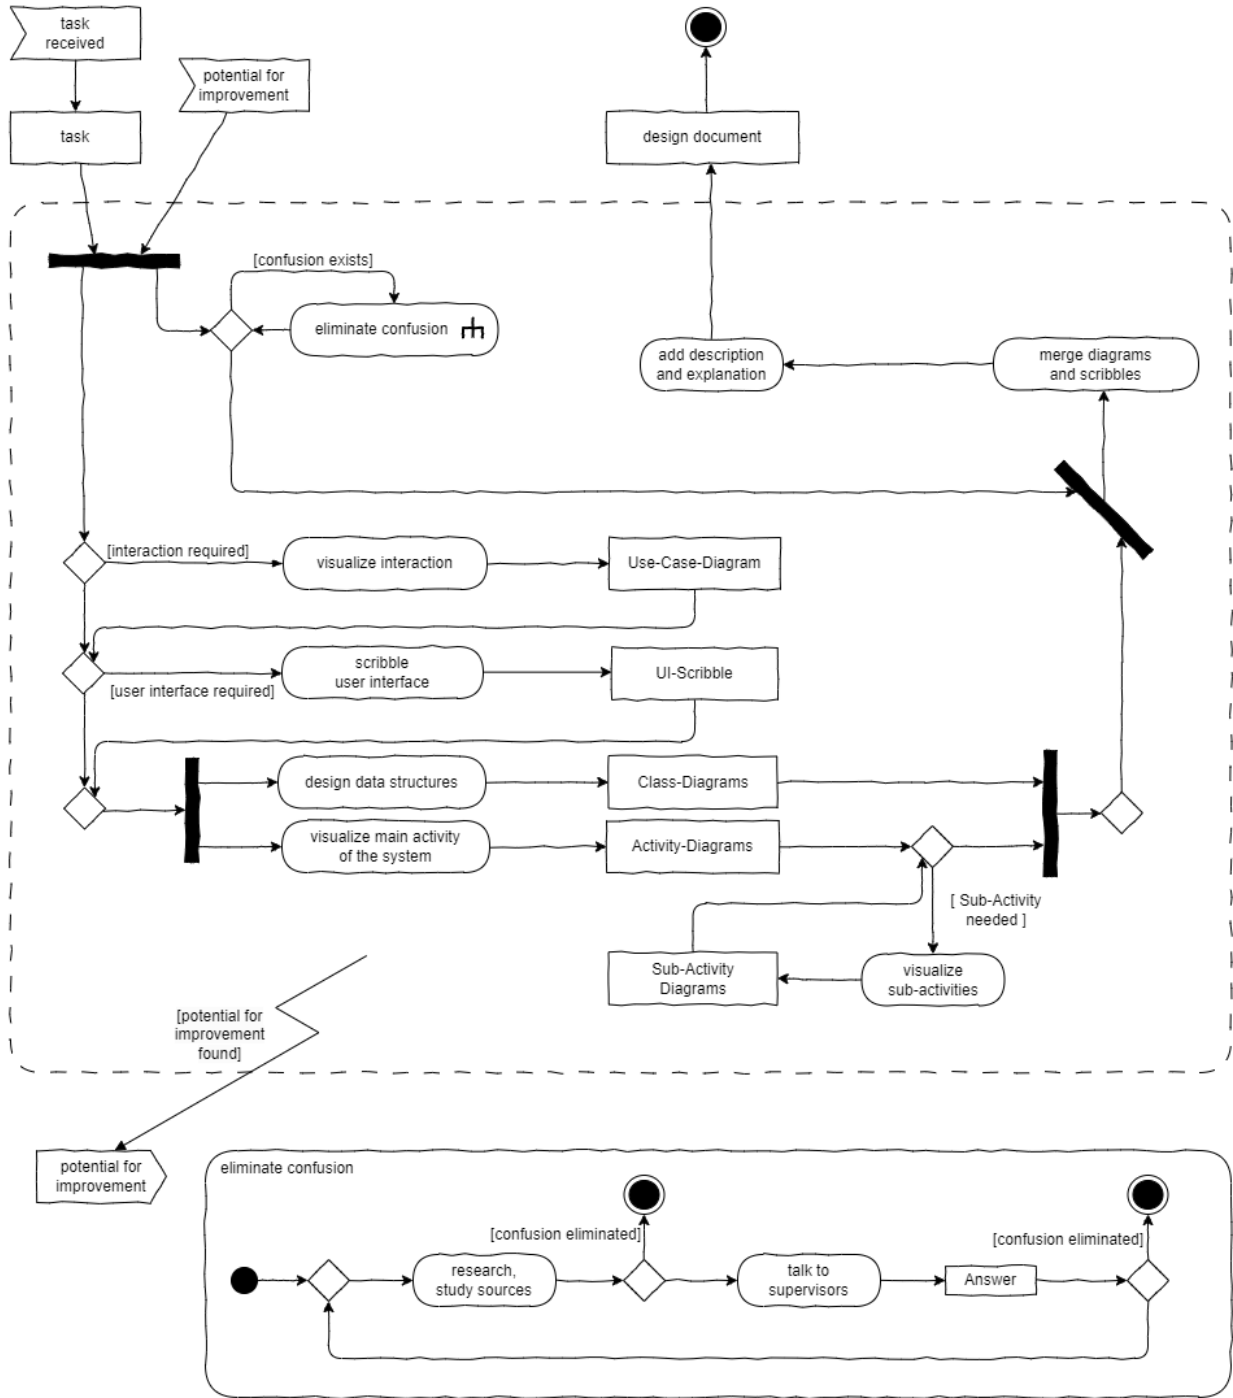 task
received
potential for
improvement
task
design document
[confusion exists]
eliminate confusion
add description
and explanation
merge diagrams
and scribbles
[interaction required]
visualize interaction
Use-Case-Diagram
scribble
user interface
UI-Scribble
[user interface required]
design data structures
Class-Diagrams
visualize main activity
of the system
Activity-Diagrams
[ Sub-Activity
needed ]
Sub-Activity
Diagrams
visualize
sub-activities
[potential for
improvement
found]
potential for
improvement
eliminate confusion
[confusion eliminated]
[confusion eliminated]
research,
study sources
talk to
supervisors
Answer